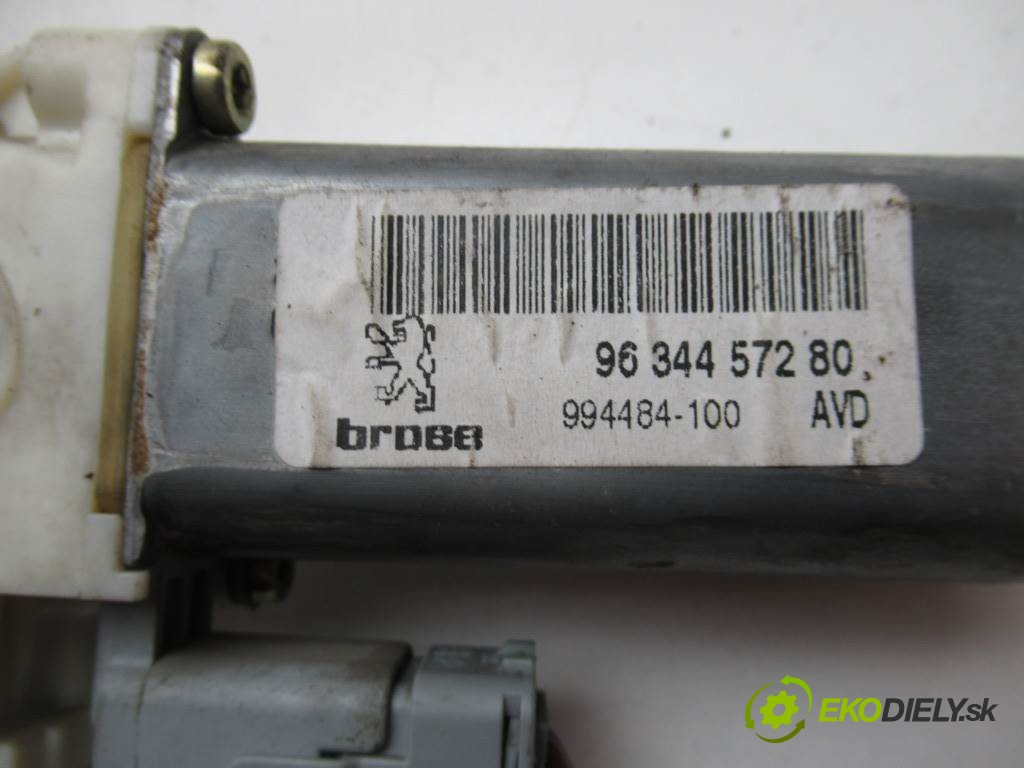 96 344 572 80
994484-100 AVD
brose
EKODIELY.sk